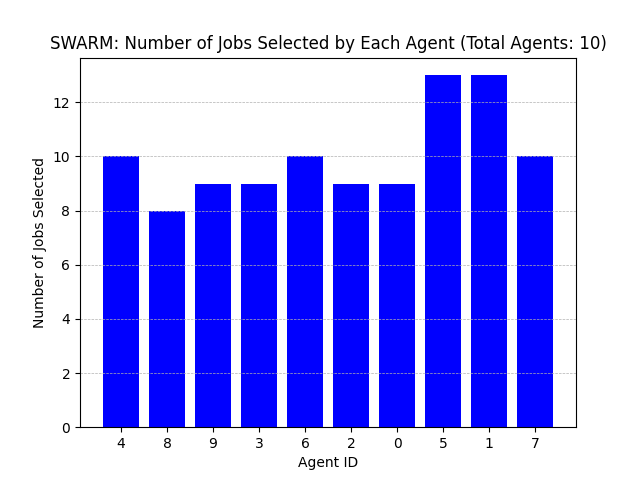 SWARM: Number of Jobs Selected by Each Agent (Total Agents: 10)
12
10
8
6
4
2
0
Number of Jobs Selected
4 8 9 3 6 2 0 5 1 7
Agent ID